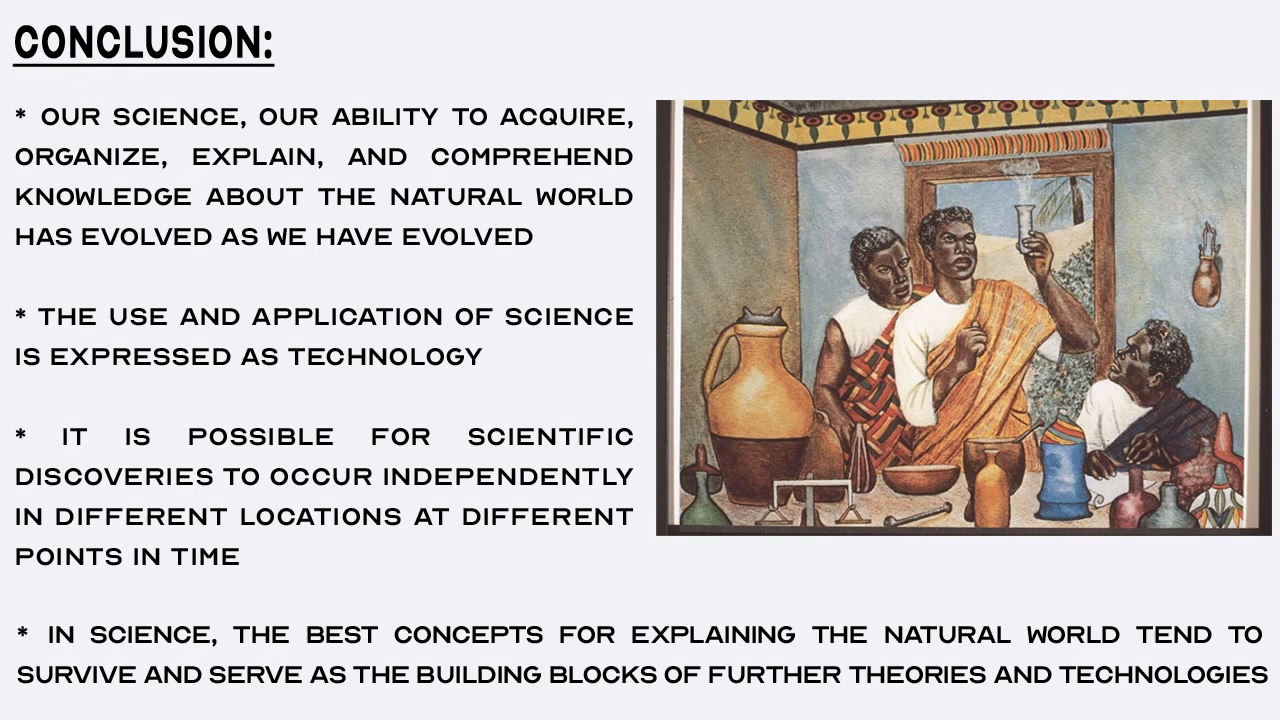 CONCLUSION:
* OUR SCIENCE, OUR ABILITY TO ACQUIRE,
ORGANIZE, EXPLAIN, AND COMPREHEND
KNOWLEDGE ABOUT THE NATURAL WORLD
HAS EVOLVED AS WE HAVE EVOLVED
* THE USE AND APPLICATION OF SCIENCE
IS EXPRESSED AS TECHNOLOGY
* IT IS POSSIBLE FOR SCIENTIFIC
DISCOVERIES TO OCCUR INDEPENDENTLY
IN DIFFERENT LOCATIONS AT DIFFERENT
POINTS IN TIME
* IN SCIENCE, THE BEST CONCEPTS FOR EXPLAINING THE NATURAL WORLD TEND TO
SURVIVE AND SERVE AS THE BUILDING BLOCKS OF FURTHER THEORIES AND TECHNOLOGIES